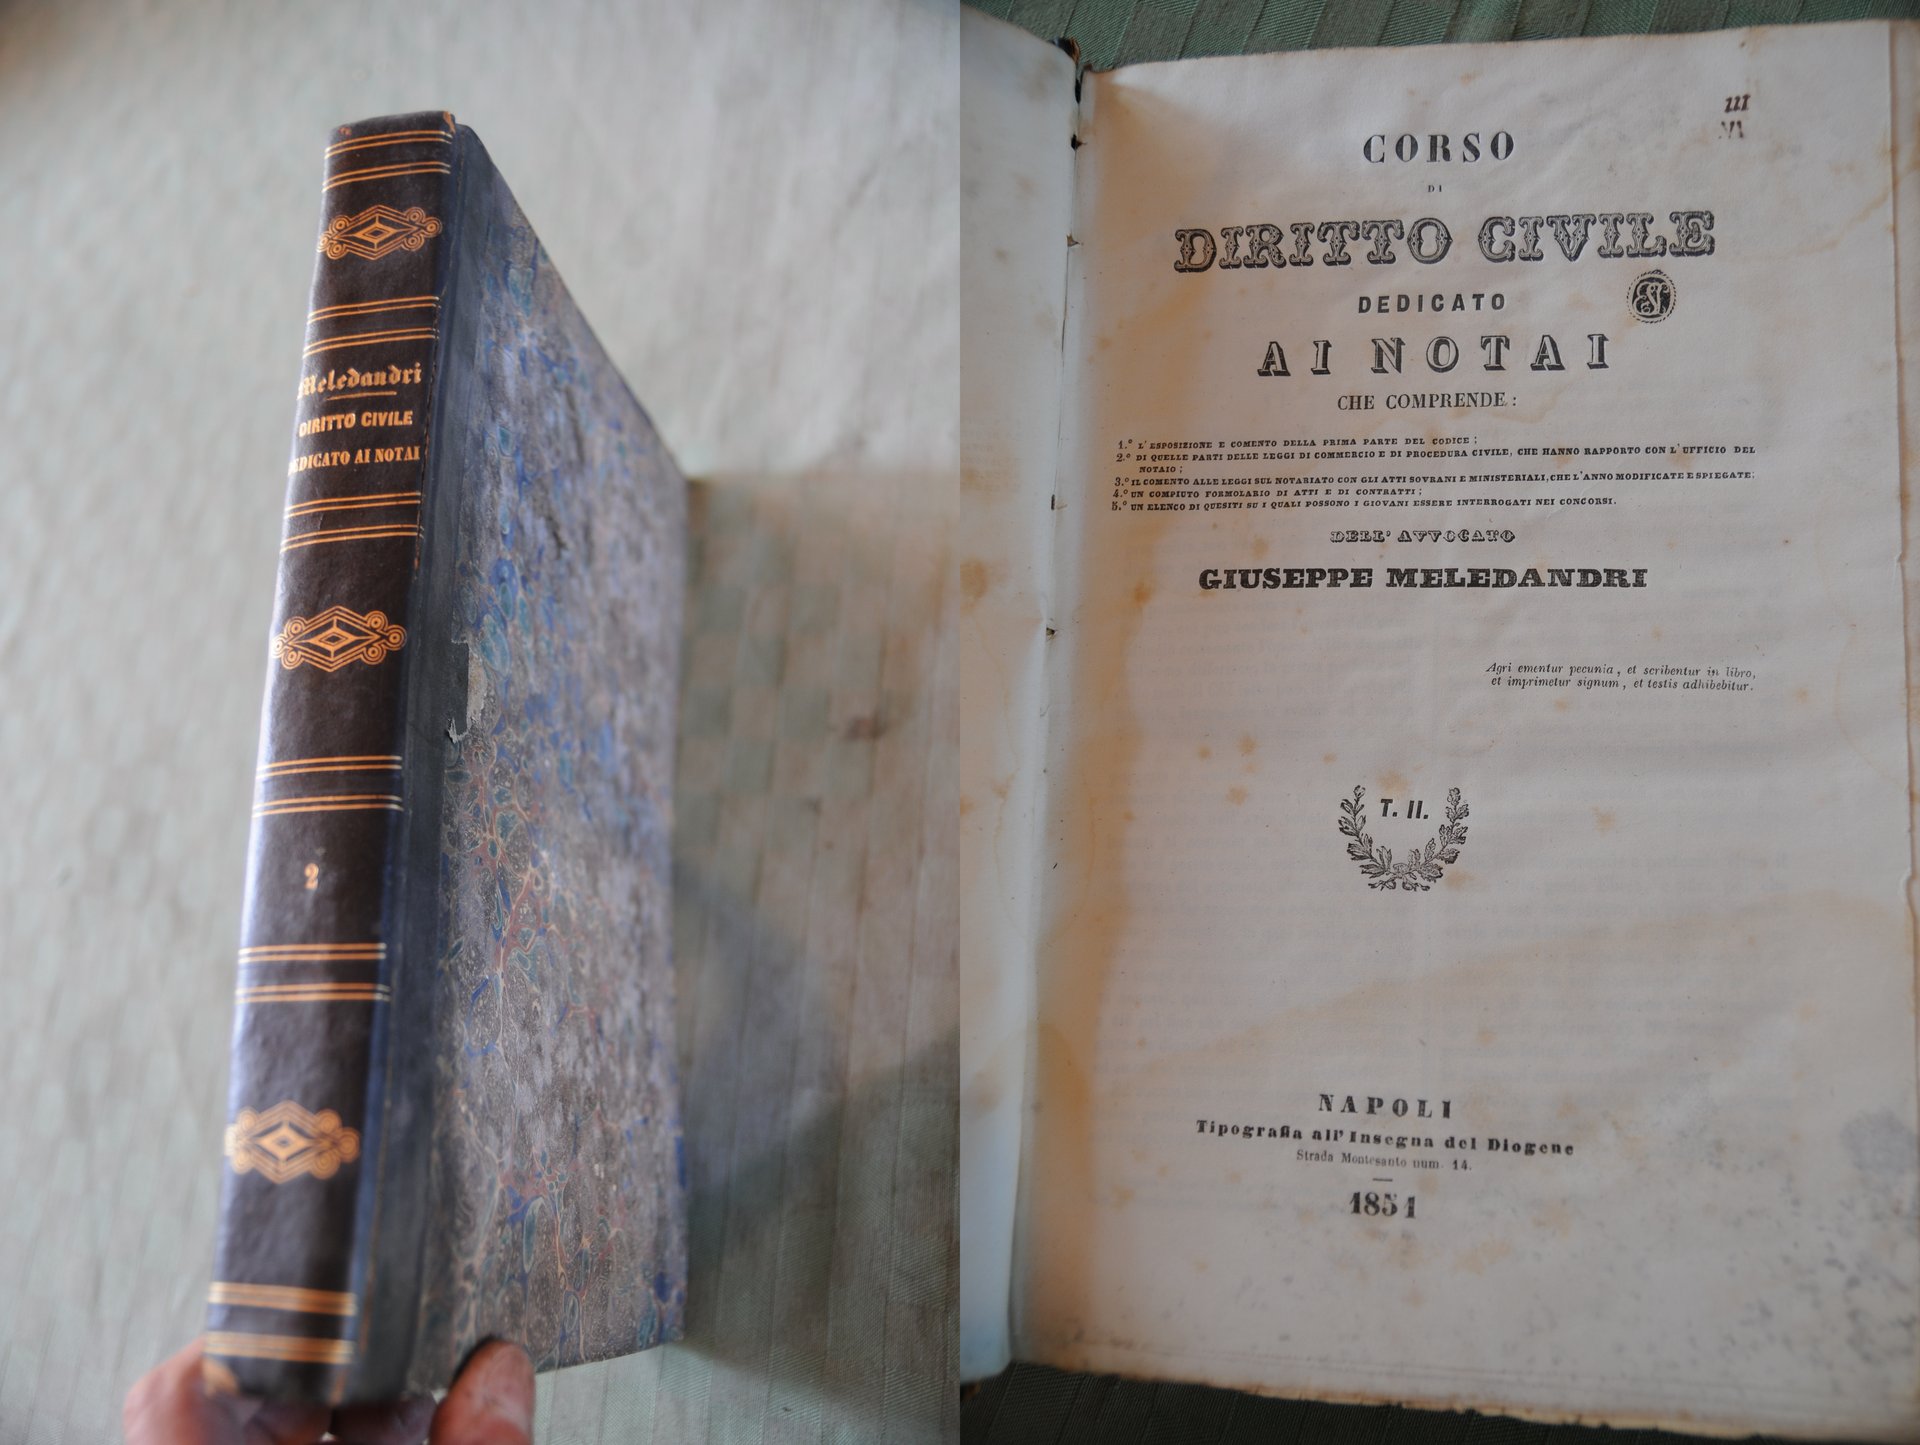 Meledandri
DIRITTO CIVILE
DEDICATO AI NOTAI
2
CORSO
DI
DIRITTO CIVILE
DEDICATO
AI NOTAI
CHE COMPRENDE:
1.° L'ESPOSIZIONE E COMENTO DELLA PRIMA PARTE DEL CODICE;
2.° DI QUELLE PARTI DELLE LEGGI DI COMMERCIO E DI PROCEDURA CIVILE, CHE HANNO RAPPORTO CON L'UFFICIO DEL
NOTAIO;
3.° IL COMENTO ALLE LEGGI SUL NOTARIATO CON GLI ATTI SOVRANI E MINISTERIALI, CHE L'ANNO MODIFICATE E SPIEGATE;
4.° UN COMPIUTO FORMOLARIO DI ATTI E DI CONTRATTI;
5.° UN ELENCO DI QUESITI SU I QUALI POSSONO I GIOVANI ESSERE INTERROGATI NEI CONCORSI.
DELL' AVVOCATO
GIUSEPPE MELEDANDRI
Agri ementur pecunia, et scribentur in libro,
et imprimetur signum, et testis adhibebitur.
T. II.
NAPOLI
Tipografia all'Insegna del Diogene
Strada Montesanto num. 14.
1851